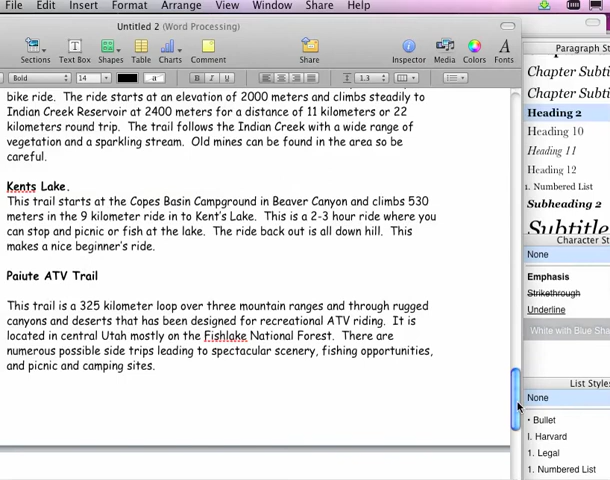 File Edit Insert Format Arrange View Window Share Help
Untitled 2 (Word Processing)
Sections Text Box Shapes Table Charts Comment Share Inspector Media Colors Fonts
Bold 14 a B I U 1.3
bike ride. The ride starts at an elevation of 2000 meters and climbs steadily to
Indian Creek Reservoir at 2400 meters for a distance of 11 kilometers or 22
kilometers round trip. The trail follows the Indian Creek with a wide range of
vegetation and a sparkling stream. Old mines can be found in the area so be
careful.
Kents Lake.
This trail starts at the Copes Basin Campground in Beaver Canyon and climbs 530
meters in the 9 kilometer ride in to Kent's Lake. This is a 2-3 hour ride where you
can stop and picnic or fish at the lake. The ride back out is all down hill. This
makes a nice beginner's ride.
Paiute ATV Trail
This trail is a 325 kilometer loop over three mountain ranges and through rugged
canyons and deserts that has been designed for recreational ATV riding. It is
located in central Utah mostly on the Fishlake National Forest. There are
numerous possible side trips leading to spectacular scenery, fishing opportunities,
and picnic and camping sites.
Paragraph St
Chapter Subti
Chapter Subti
Heading 2
Heading 10
Heading 11
Heading 12
1. Numbered List
Subheading 2
Subtitle
Character St
None
Emphasis
Strikethrough
Underline
White with Blue Sha
List Styles
None
• Bullet
I. Harvard
1. Legal
1. Numbered List